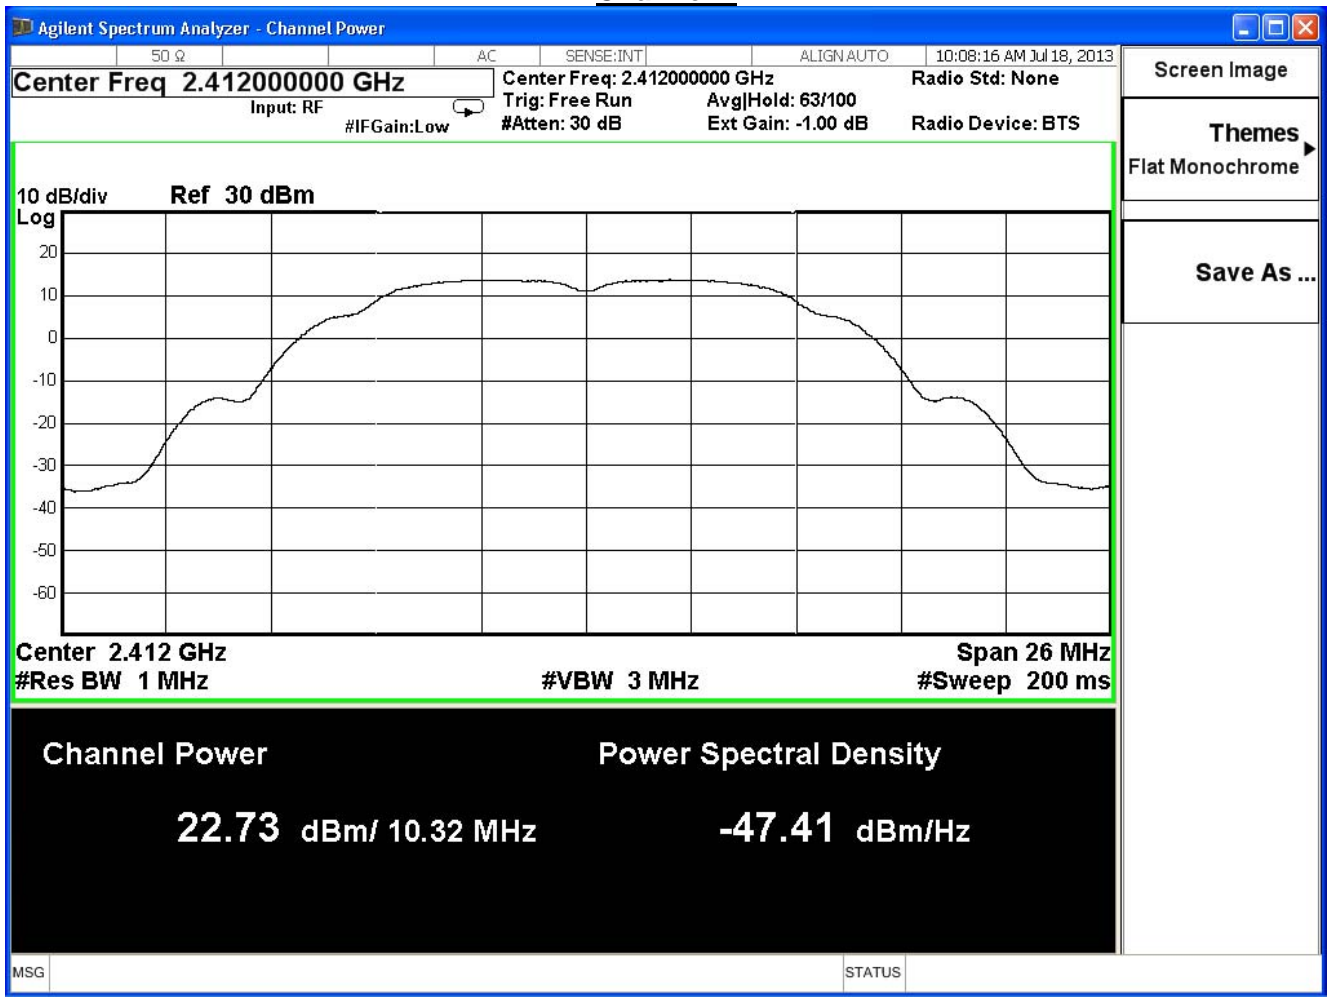 Agilent Spectrum Analyzer - Channel Power
50 Ω AC SENSE:INT ALIGN AUTO 10:08:16 AM Jul 18, 2013
Center Freq 2.412000000 GHz
Input: RF
#IFGain:Low
Center Freq: 2.412000000 GHz
Trig: Free Run
#Atten: 30 dB
Avg|Hold: 63/100
Ext Gain: -1.00 dB
Radio Std: None
Radio Device: BTS
10 dB/div
Ref 30 dBm
Log
20
10
0
-10
-20
-30
-40
-50
-60
Center 2.412 GHz
Span 26 MHz
#Res BW 1 MHz
#VBW 3 MHz
#Sweep 200 ms
Channel Power
Power Spectral Density
22.73 dBm/ 10.32 MHz
-47.41 dBm/Hz
MSG
STATUS
Screen Image
Themes
Flat Monochrome
Save As ...